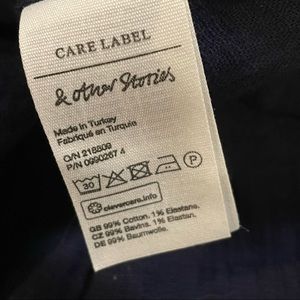 CARE LABEL
& other Stories
Made in Turkey
Fabriqué en Turquie
O/N 218809
P/N 0990267 4
30
P
clevercare.info
GB 99% Cotton. 1% Elastane.
CZ 99% Bavlna. 1% Elastan.
DE 99% Baumwolle.